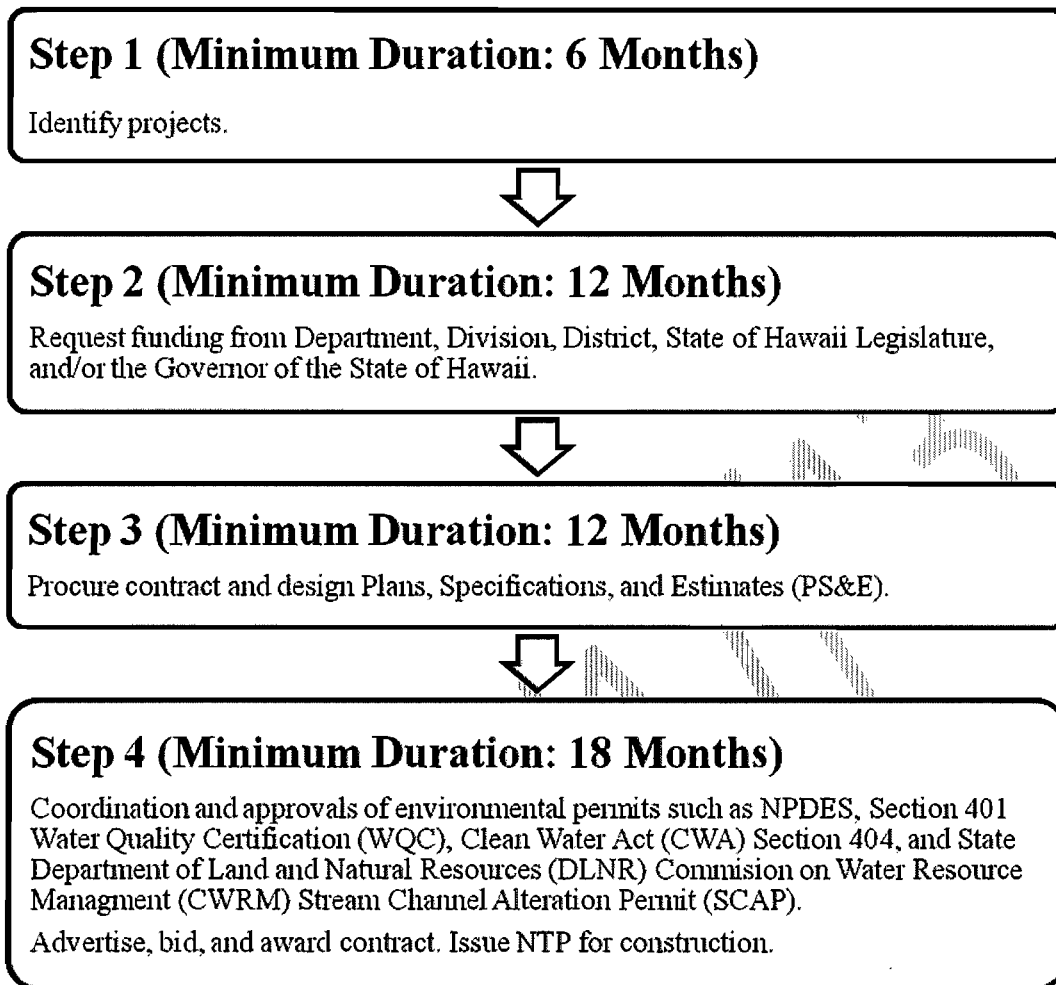 Step 1 (Minimum Duration: 6 Months)
Identify projects.
Step 2 (Minimum Duration: 12 Months)
Request funding from Department, Division, District, State of Hawaii Legislature,
and/or the Governor of the State of Hawaii.
Step 3 (Minimum Duration: 12 Months)
Procure contract and design Plans, Specifications, and Estimates (PS&E).
Step 4 (Minimum Duration: 18 Months)
Coordination and approvals of environmental permits such as NPDES, Section 401
Water Quality Certification (WQC), Clean Water Act (CWA) Section 404, and State
Department of Land and Natural Resources (DLNR) Commision on Water Resource
Managment (CWRM) Stream Channel Alteration Permit (SCAP).
Advertise, bid, and award contract. Issue NTP for construction.